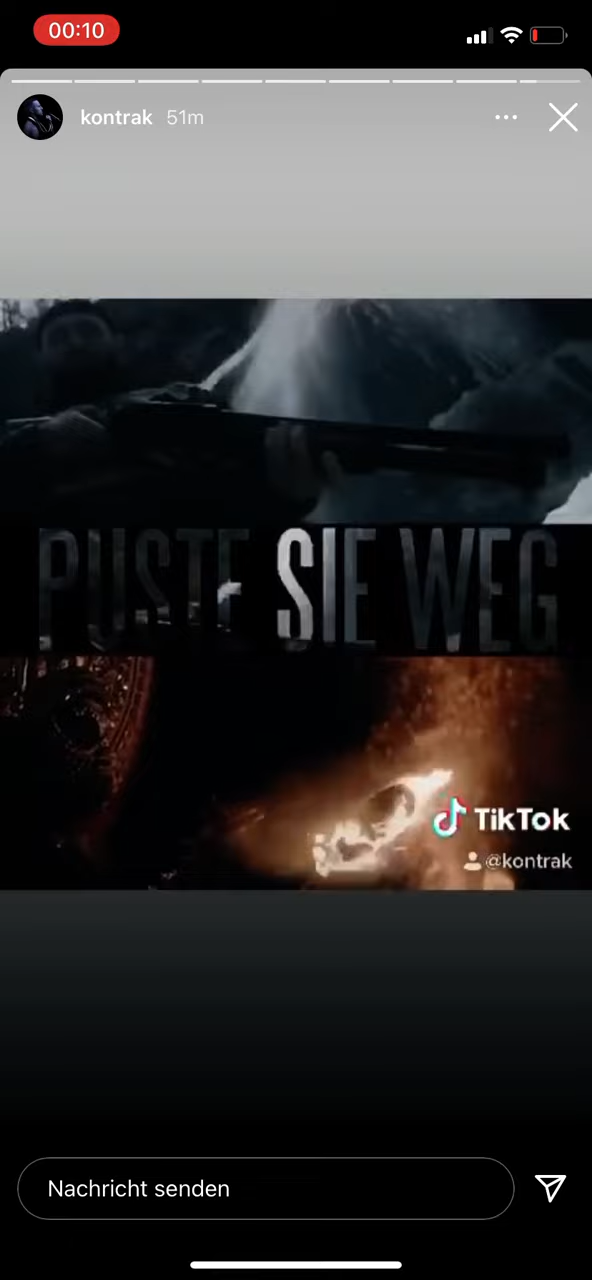 00:10
kontrak 51m
PUSTE SIE WEG
TikTok
@kontrak
Nachricht senden